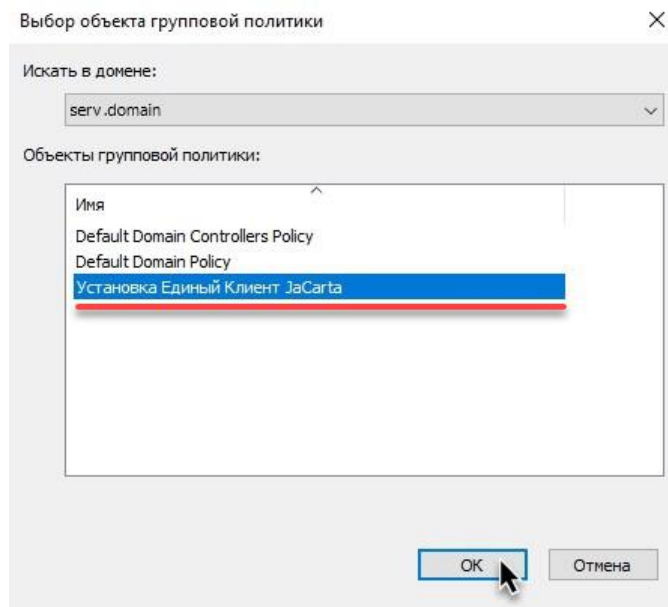 Выбор объекта групповой политики
Искать в домене:
serv.domain
Объекты групповой политики:
Имя
Default Domain Controllers Policy
Default Domain Policy
Установка Единый Клиент JaCarta
ОК
Отмена